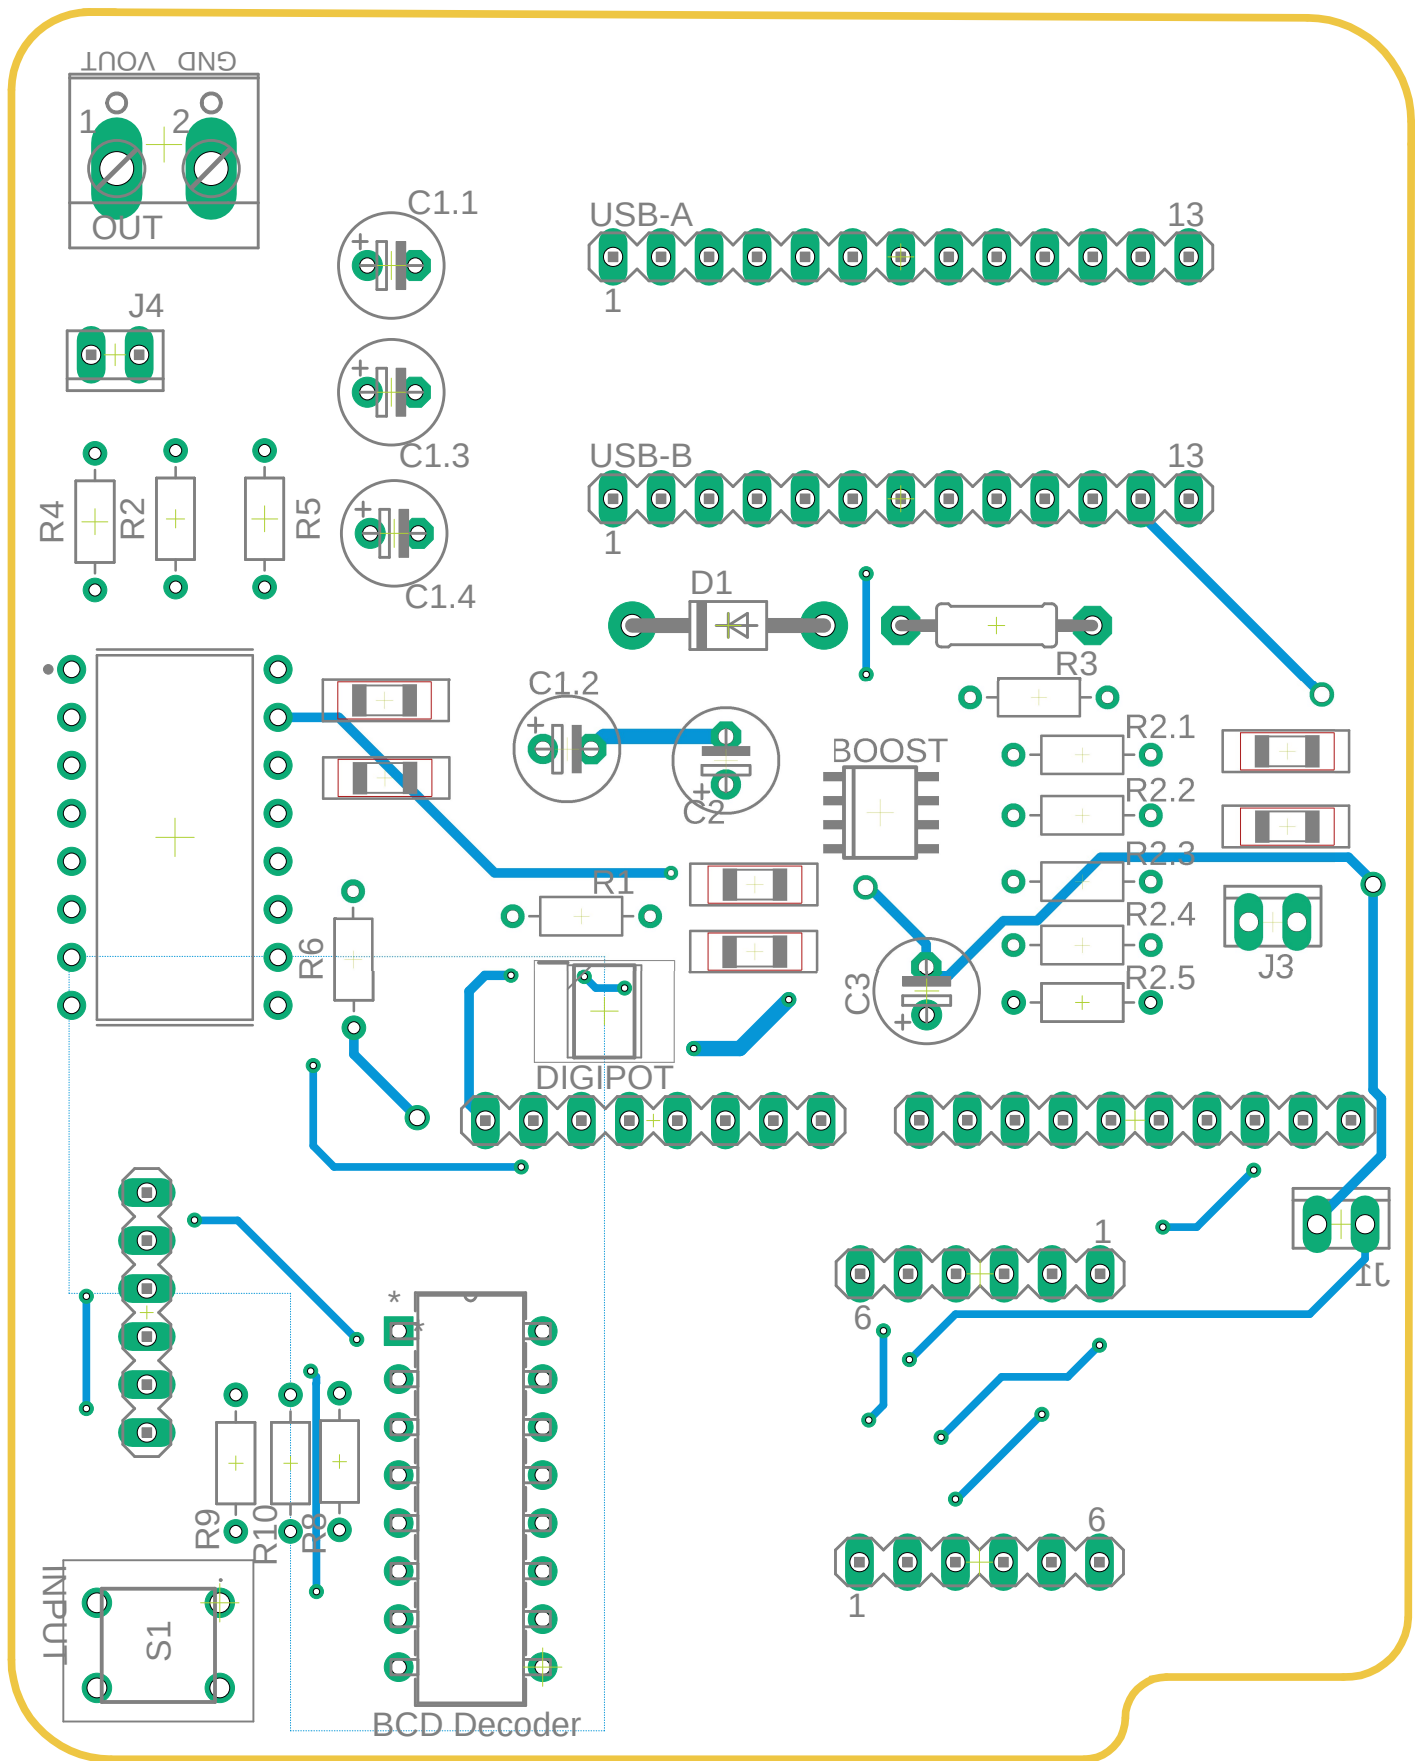 VOUT GND
1 2
OUT
C1.1
USB-A 13
1
J4
C1.3
USB-B 13
1
R4 R2 R5
C1.4
D1
R3
C1.2
R2.1
BOOST
R2.2
C2
R2.3
R1
R2.4
R6
C3
J3
R2.5
DIGIPOT
1
J1
6
*
*
R9 R10 R8
6
1
INPUT
S1
BCD Decoder